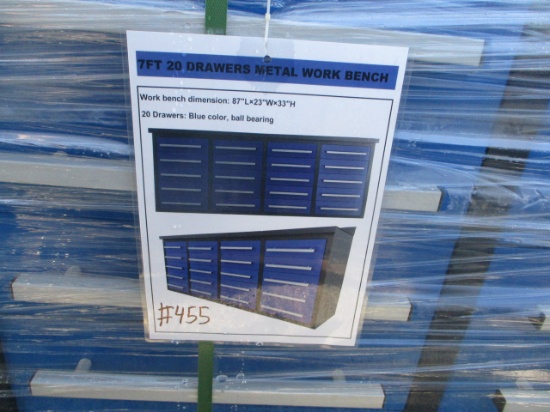 7FT 20 DRAWERS METAL WORK BENCH
Work bench dimension: 87"L×23"W×33"H
20 Drawers: Blue color, ball bearing
#455